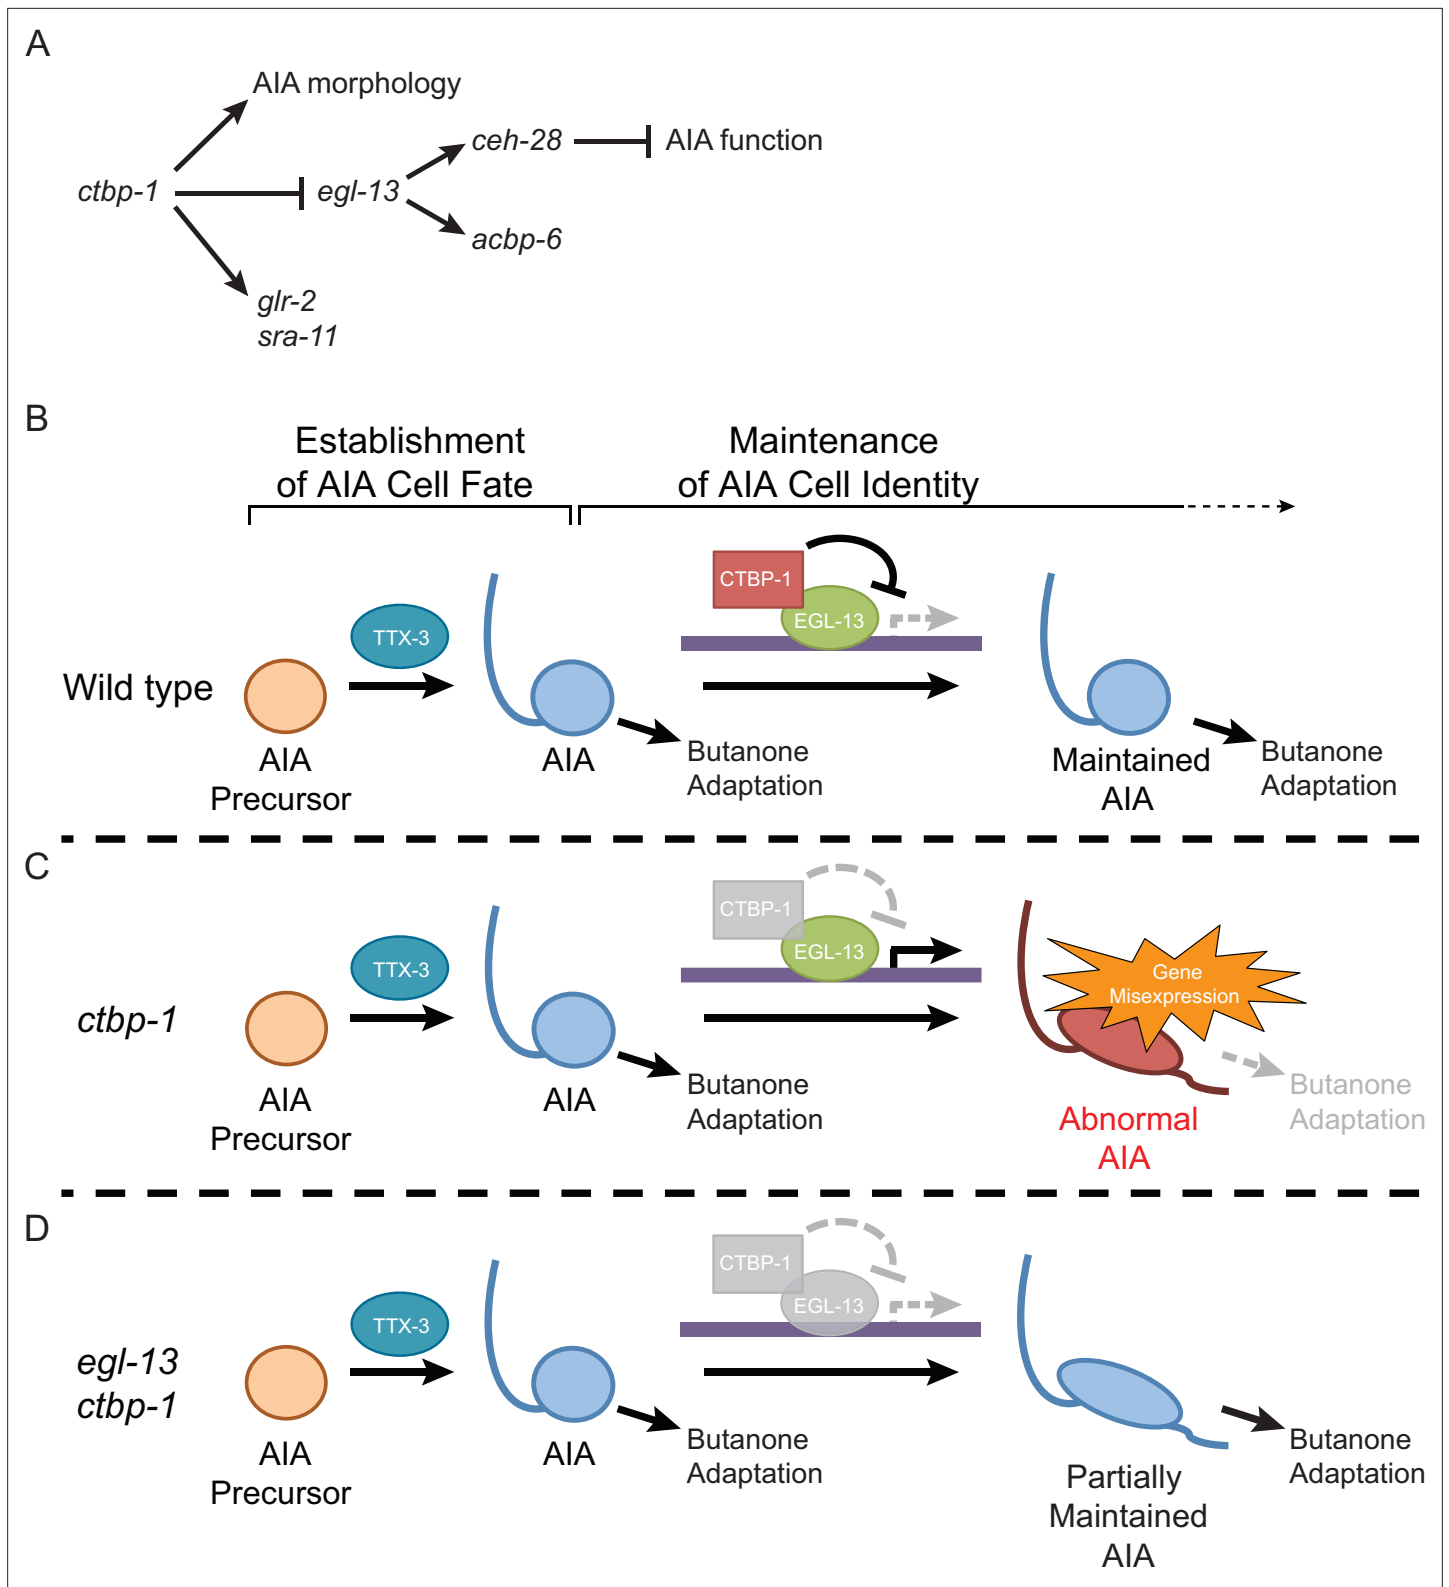 A
AIA morphology
ctbp-1
egl-13
ceh-28
AIA function
acbp-6
glr-2
sra-11
B
Establishment
of AIA Cell Fate
Maintenance
of AIA Cell Identity
Wild type
AIA
Precursor
TTX-3
AIA
Butanone
Adaptation
CTBP-1
EGL-13
Maintained
AIA
Butanone
Adaptation
C
ctbp-1
AIA
Precursor
TTX-3
AIA
Butanone
Adaptation
CTBP-1
EGL-13
Gene
Misexpression
Abnormal
AIA
Butanone
Adaptation
D
egl-13
ctbp-1
AIA
Precursor
TTX-3
AIA
Butanone
Adaptation
CTBP-1
EGL-13
Partially
Maintained
AIA
Butanone
Adaptation